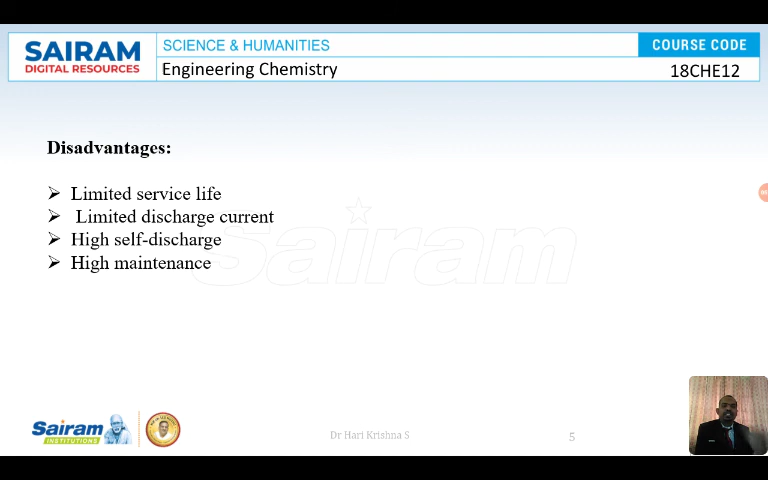 SAIRAM
DIGITAL RESOURCES
SCIENCE & HUMANITIES
COURSE CODE
Engineering Chemistry
18CHE12
Disadvantages:
➢ Limited service life
➢ Limited discharge current
➢ High self-discharge
➢ High maintenance
Sairam
Sairam
INSTITUTIONS
Dr Hari Krishna S
5